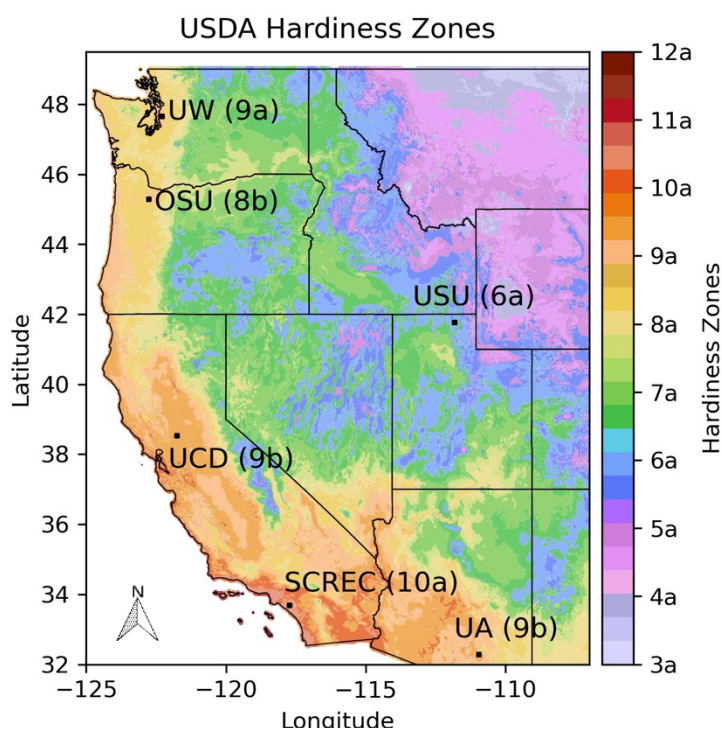 USDA Hardiness Zones
48
46
44
42
40
38
36
34
32
Latitude
UW (9a)
OSU (8b)
USU (6a)
UCD (9b)
SCREC (10a)
UA (9b)
N
−125
−120
−115
−110
Longitude
12a
11a
10a
9a
8a
7a
6a
5a
4a
3a
Hardiness Zones